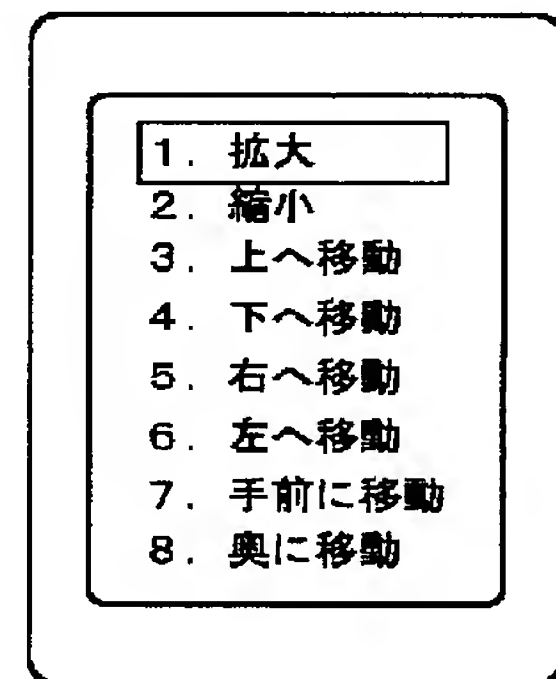 1. 拡大
2. 縮小
3. 上へ移動
4. 下へ移動
5. 右へ移動
6. 左へ移動
7. 手前に移動
8. 奥に移動